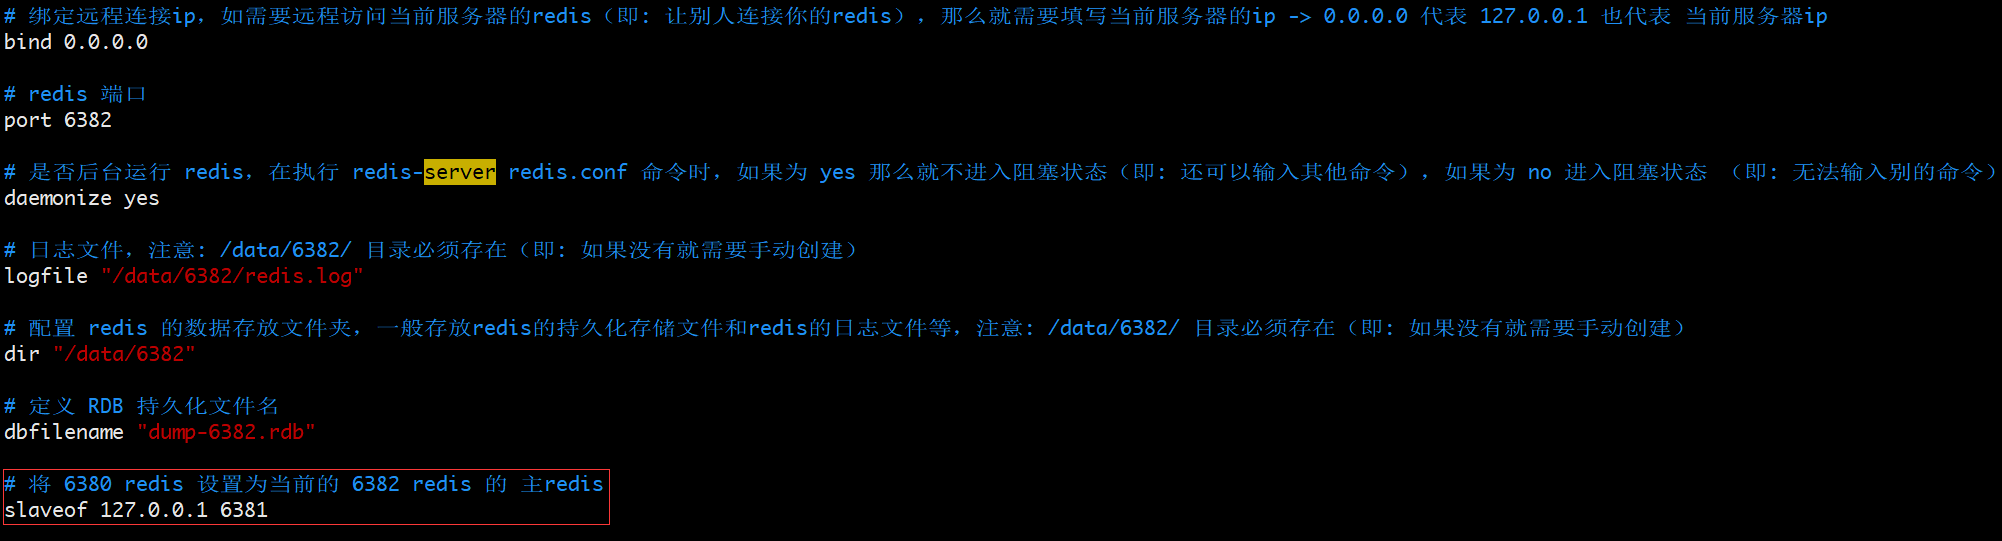 # 绑定远程连接ip，如需要远程访问当前服务器的redis（即: 让别人连接你的redis），那么就需要填写当前服务器的ip -> 0.0.0.0 代表 127.0.0.1 也代表 当前服务器ip
bind 0.0.0.0
# redis 端口
port 6382
# 是否后台运行 redis，在执行 redis-server redis.conf 命令时，如果为 yes 那么就不进入阻塞状态（即: 还可以输入其他命令），如果为 no 进入阻塞状态 （即: 无法输入别的命令）
daemonize yes
# 日志文件，注意: /data/6382/ 目录必须存在（即: 如果没有就需要手动创建）
logfile "/data/6382/redis.log"
# 配置 redis 的数据存放文件夹，一般存放redis的持久化存储文件和redis的日志文件等，注意: /data/6382/ 目录必须存在（即: 如果没有就需要手动创建）
dir "/data/6382"
# 定义 RDB 持久化文件名
dbfilename "dump-6382.rdb"
# 将 6380 redis 设置为当前的 6382 redis 的 主redis
slaveof 127.0.0.1 6381